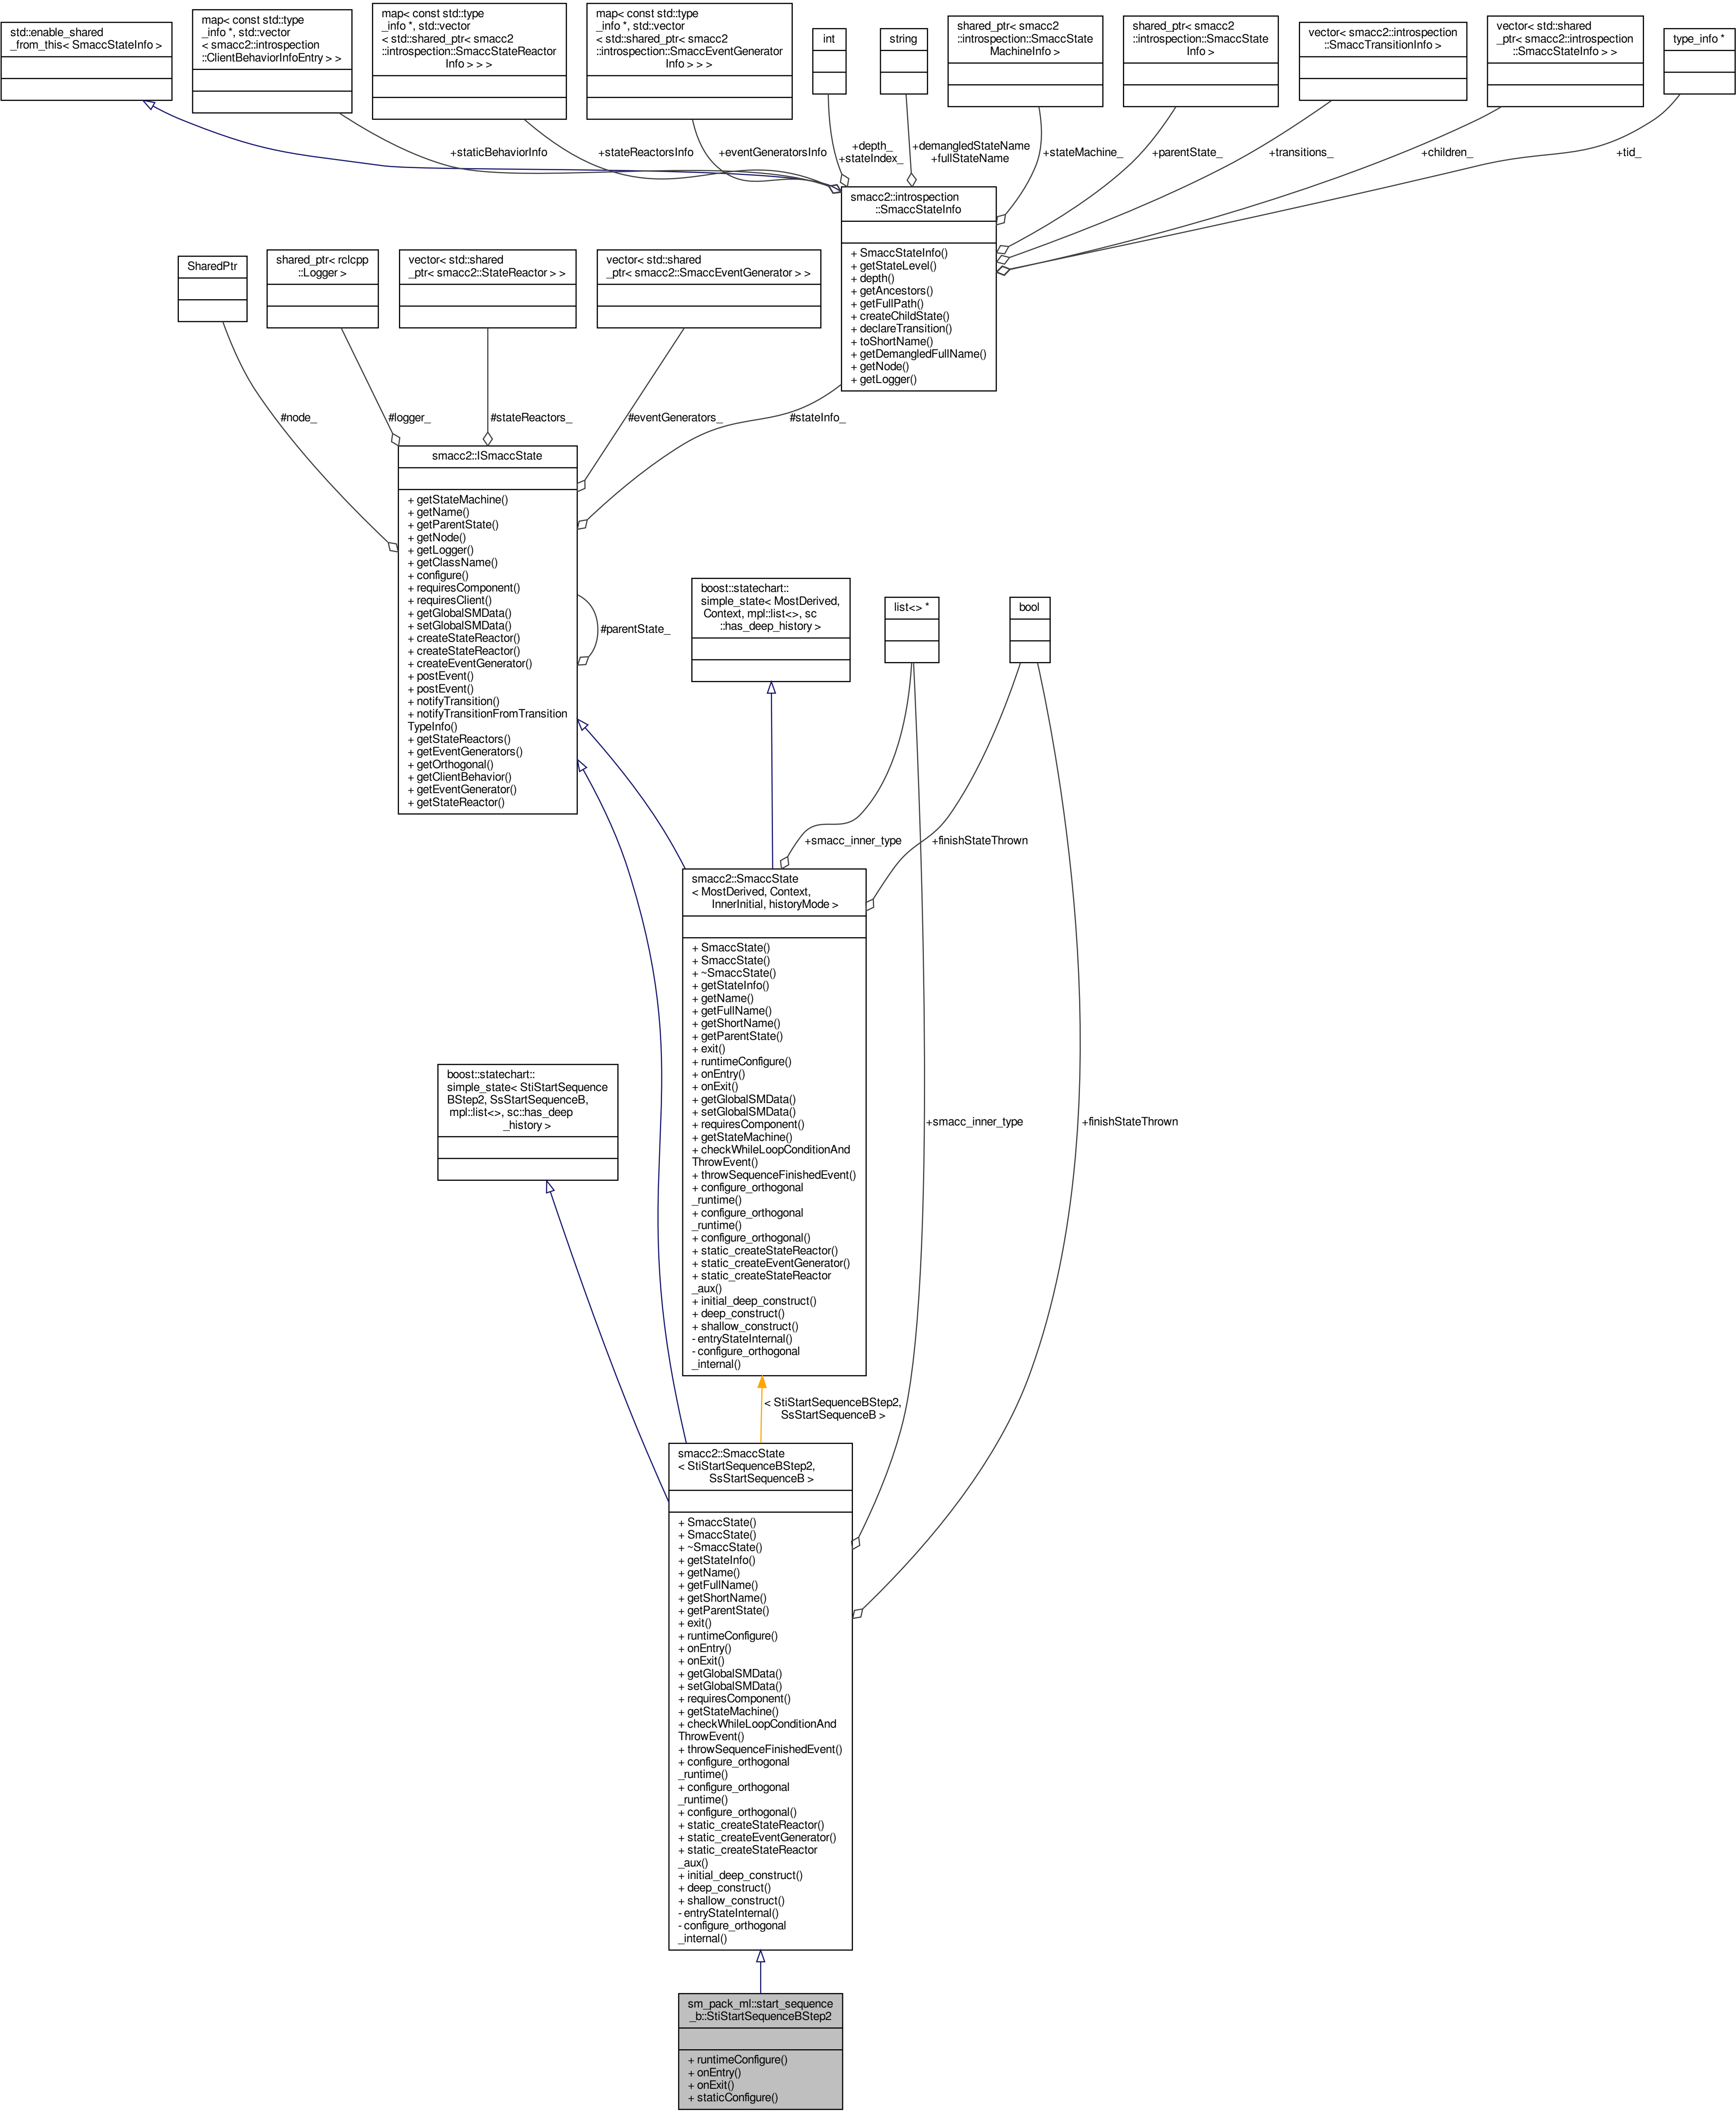 std::enable_shared
_from_this< SmaccStateInfo >
map< const std::type
_info *, std::vector
< smacc2::introspection
::ClientBehaviorInfoEntry > >
map< const std::type
_info *, std::vector
< std::shared_ptr< smacc2
::introspection::SmaccStateReactor
Info > > >
map< const std::type
_info *, std::vector
< std::shared_ptr< smacc2
::introspection::SmaccEventGenerator
Info > > >
int
string
shared_ptr< smacc2
::introspection::SmaccState
MachineInfo >
shared_ptr< smacc2
::introspection::SmaccState
Info >
vector< smacc2::introspection
::SmaccTransitionInfo >
vector< std::shared
_ptr< smacc2::introspection
::SmaccStateInfo > >
type_info *
+staticBehaviorInfo
+stateReactorsInfo
+eventGeneratorsInfo
+depth_
+stateIndex_
+demangledStateName
+fullStateName
+stateMachine_
+parentState_
+transitions_
+children_
+tid_
smacc2::introspection
::SmaccStateInfo
+ SmaccStateInfo()
+ getStateLevel()
+ depth()
+ getAncestors()
+ getFullPath()
+ createChildState()
+ declareTransition()
+ toShortName()
+ getDemangledFullName()
+ getNode()
+ getLogger()
SharedPtr
shared_ptr< rclcpp
::Logger >
vector< std::shared
_ptr< smacc2::StateReactor > >
vector< std::shared
_ptr< smacc2::SmaccEventGenerator > >
#node_
#logger_
#stateReactors_
#eventGenerators_
#stateInfo_
smacc2::ISmaccState
+ getStateMachine()
+ getName()
+ getParentState()
+ getNode()
+ getLogger()
+ getClassName()
+ configure()
+ requiresComponent()
+ requiresClient()
+ getGlobalSMData()
+ setGlobalSMData()
+ createStateReactor()
+ createStateReactor()
+ createEventGenerator()
+ postEvent()
+ postEvent()
+ notifyTransition()
+ notifyTransitionFromTransition
TypeInfo()
+ getStateReactors()
+ getEventGenerators()
+ getOrthogonal()
+ getClientBehavior()
+ getEventGenerator()
+ getStateReactor()
#parentState_
boost::statechart::
simple_state< MostDerived,
Context, mpl::list<>, sc
::has_deep_history >
list<> *
bool
+smacc_inner_type
+finishStateThrown
smacc2::SmaccState
< MostDerived, Context,
InnerInitial, historyMode >
+ SmaccState()
+ SmaccState()
+ ~SmaccState()
+ getStateInfo()
+ getName()
+ getFullName()
+ getShortName()
+ getParentState()
+ exit()
+ runtimeConfigure()
+ onEntry()
+ onExit()
+ getGlobalSMData()
+ setGlobalSMData()
+ requiresComponent()
+ getStateMachine()
+ checkWhileLoopConditionAnd
ThrowEvent()
+ throwSequenceFinishedEvent()
+ configure_orthogonal
_runtime()
+ configure_orthogonal
_runtime()
+ configure_orthogonal()
+ static_createStateReactor()
+ static_createEventGenerator()
+ static_createStateReactor
_aux()
+ initial_deep_construct()
+ deep_construct()
+ shallow_construct()
- entryStateInternal()
- configure_orthogonal
_internal()
boost::statechart::
simple_state< StiStartSequence
BStep2, SsStartSequenceB,
mpl::list<>, sc::has_deep
_history >
+smacc_inner_type
+finishStateThrown
< StiStartSequenceBStep2,
SsStartSequenceB >
smacc2::SmaccState
< StiStartSequenceBStep2,
SsStartSequenceB >
+ SmaccState()
+ SmaccState()
+ ~SmaccState()
+ getStateInfo()
+ getName()
+ getFullName()
+ getShortName()
+ getParentState()
+ exit()
+ runtimeConfigure()
+ onEntry()
+ onExit()
+ getGlobalSMData()
+ setGlobalSMData()
+ requiresComponent()
+ getStateMachine()
+ checkWhileLoopConditionAnd
ThrowEvent()
+ throwSequenceFinishedEvent()
+ configure_orthogonal
_runtime()
+ configure_orthogonal
_runtime()
+ configure_orthogonal()
+ static_createStateReactor()
+ static_createEventGenerator()
+ static_createStateReactor
_aux()
+ initial_deep_construct()
+ deep_construct()
+ shallow_construct()
- entryStateInternal()
- configure_orthogonal
_internal()
sm_pack_ml::start_sequence
_b::StiStartSequenceBStep2
+ runtimeConfigure()
+ onEntry()
+ onExit()
+ staticConfigure()